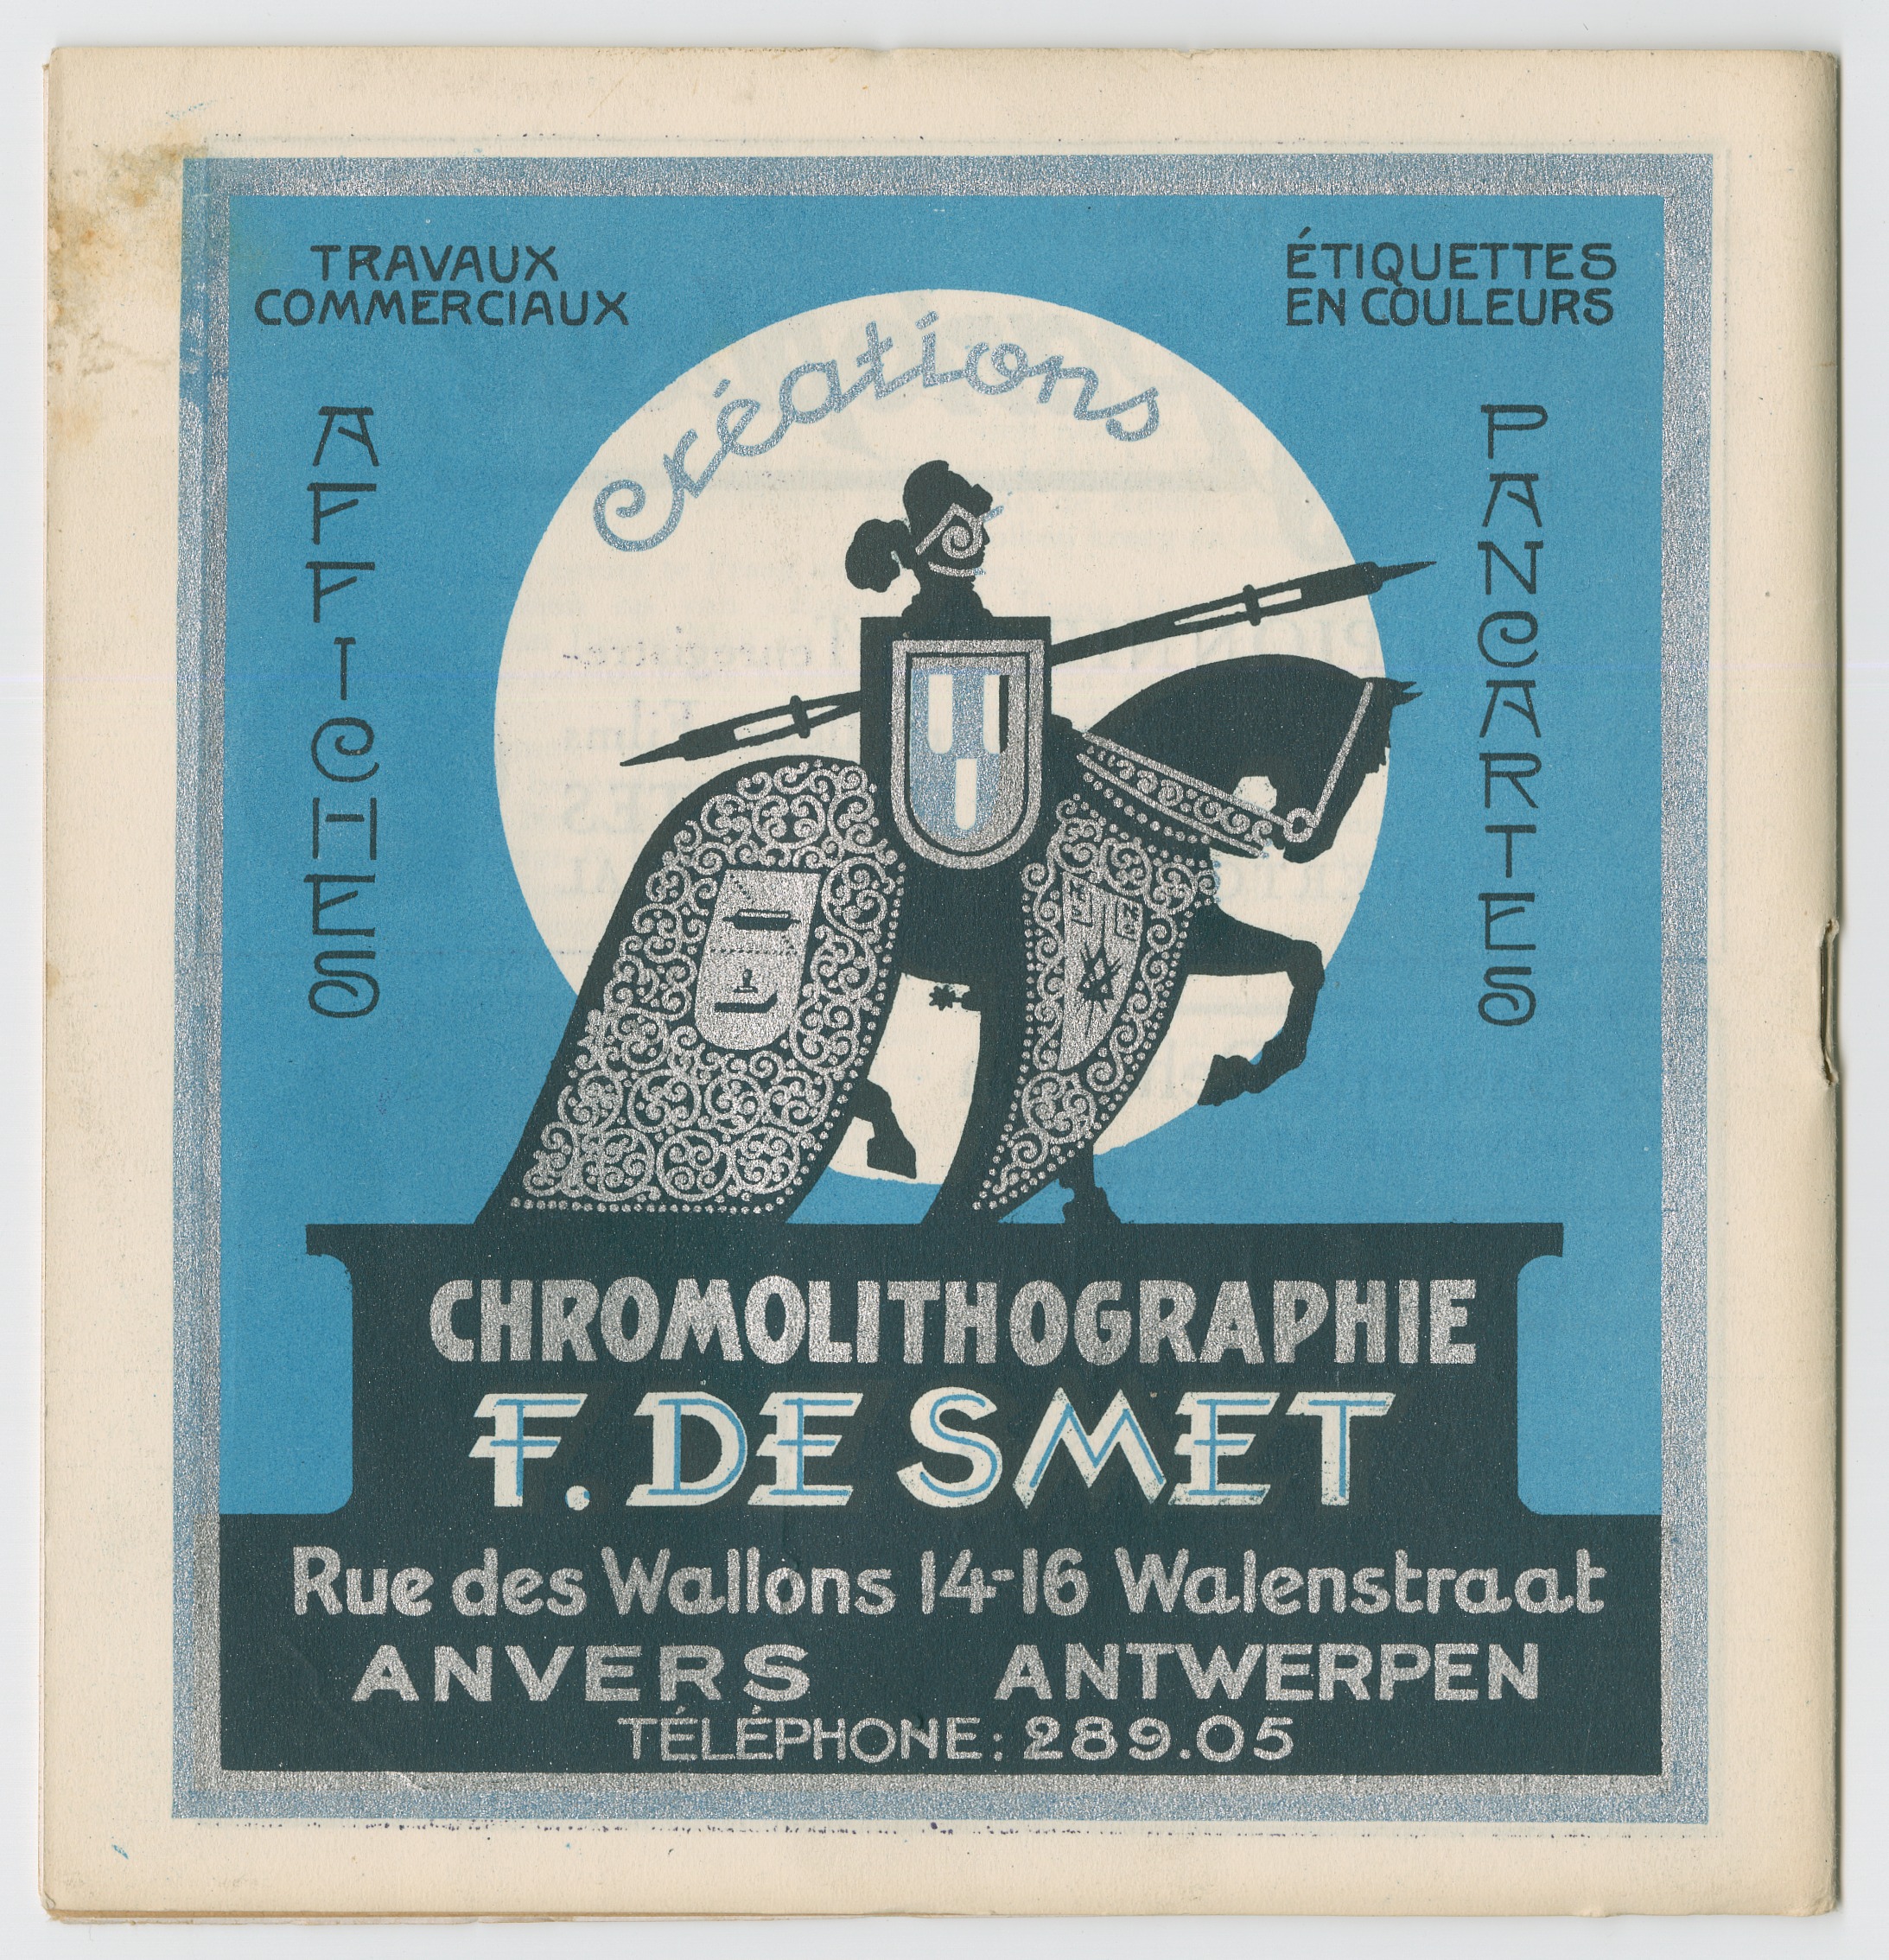 TRAVAUX
COMMERCIAUX
ÉTIQUETTES
EN COULEURS
créations
AFFICHES
PANCARTES
CHROMOLITHOGRAPHIE
F. DE SMET
Rue des Wallons 14-16 Walenstraat
ANVERS ANTWERPEN
TÉLÉPHONE: 289.05